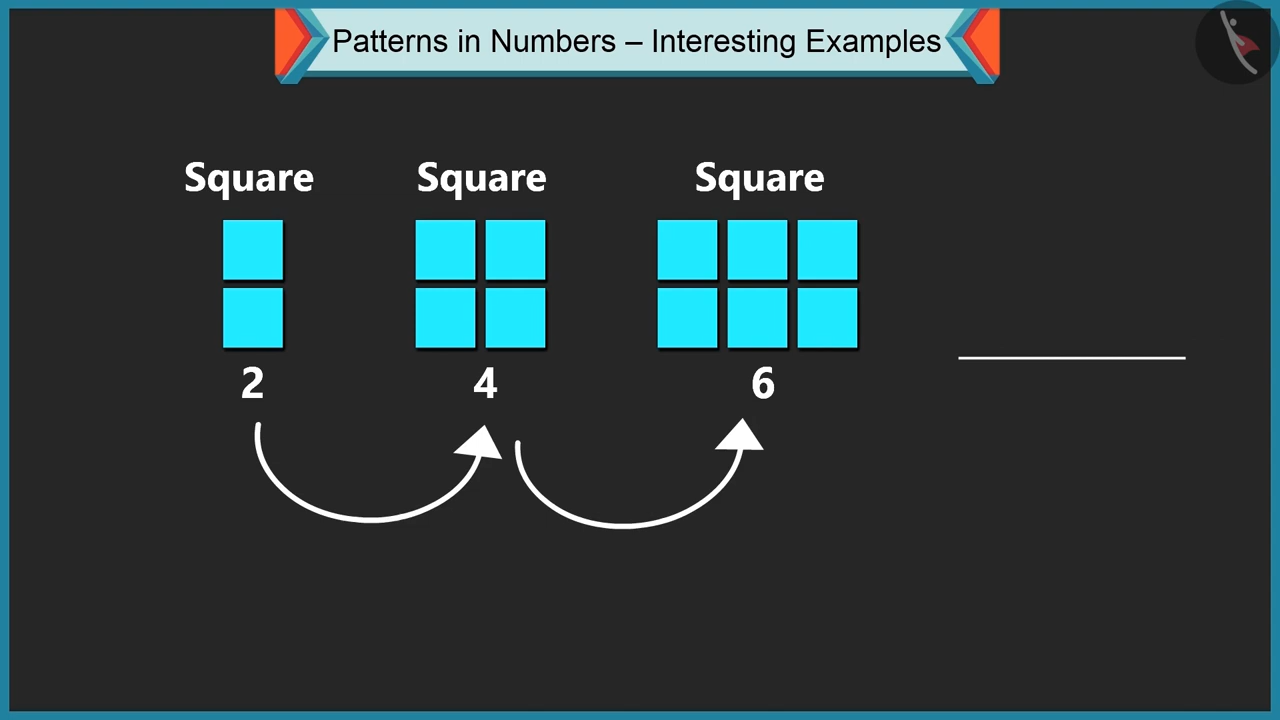 Patterns in Numbers – Interesting Examples
Square Square Square
2 4 6